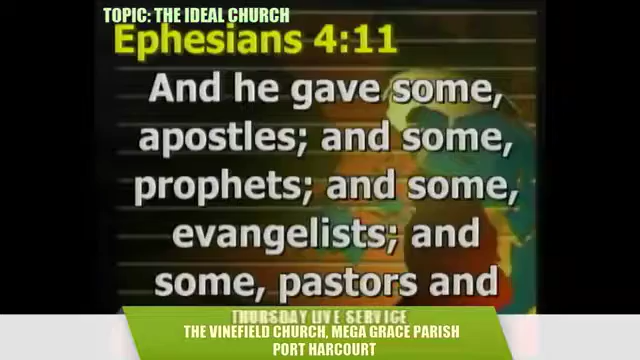 TOPIC: THE IDEAL CHURCH
Ephesians 4:11
And he gave some,
apostles; and some,
prophets; and some,
evangelists; and
some, pastors and
THURSDAY LIVE SERVICE
THE VINEFIELD CHURCH, MEGA GRACE PARISH
PORT HARCOURT